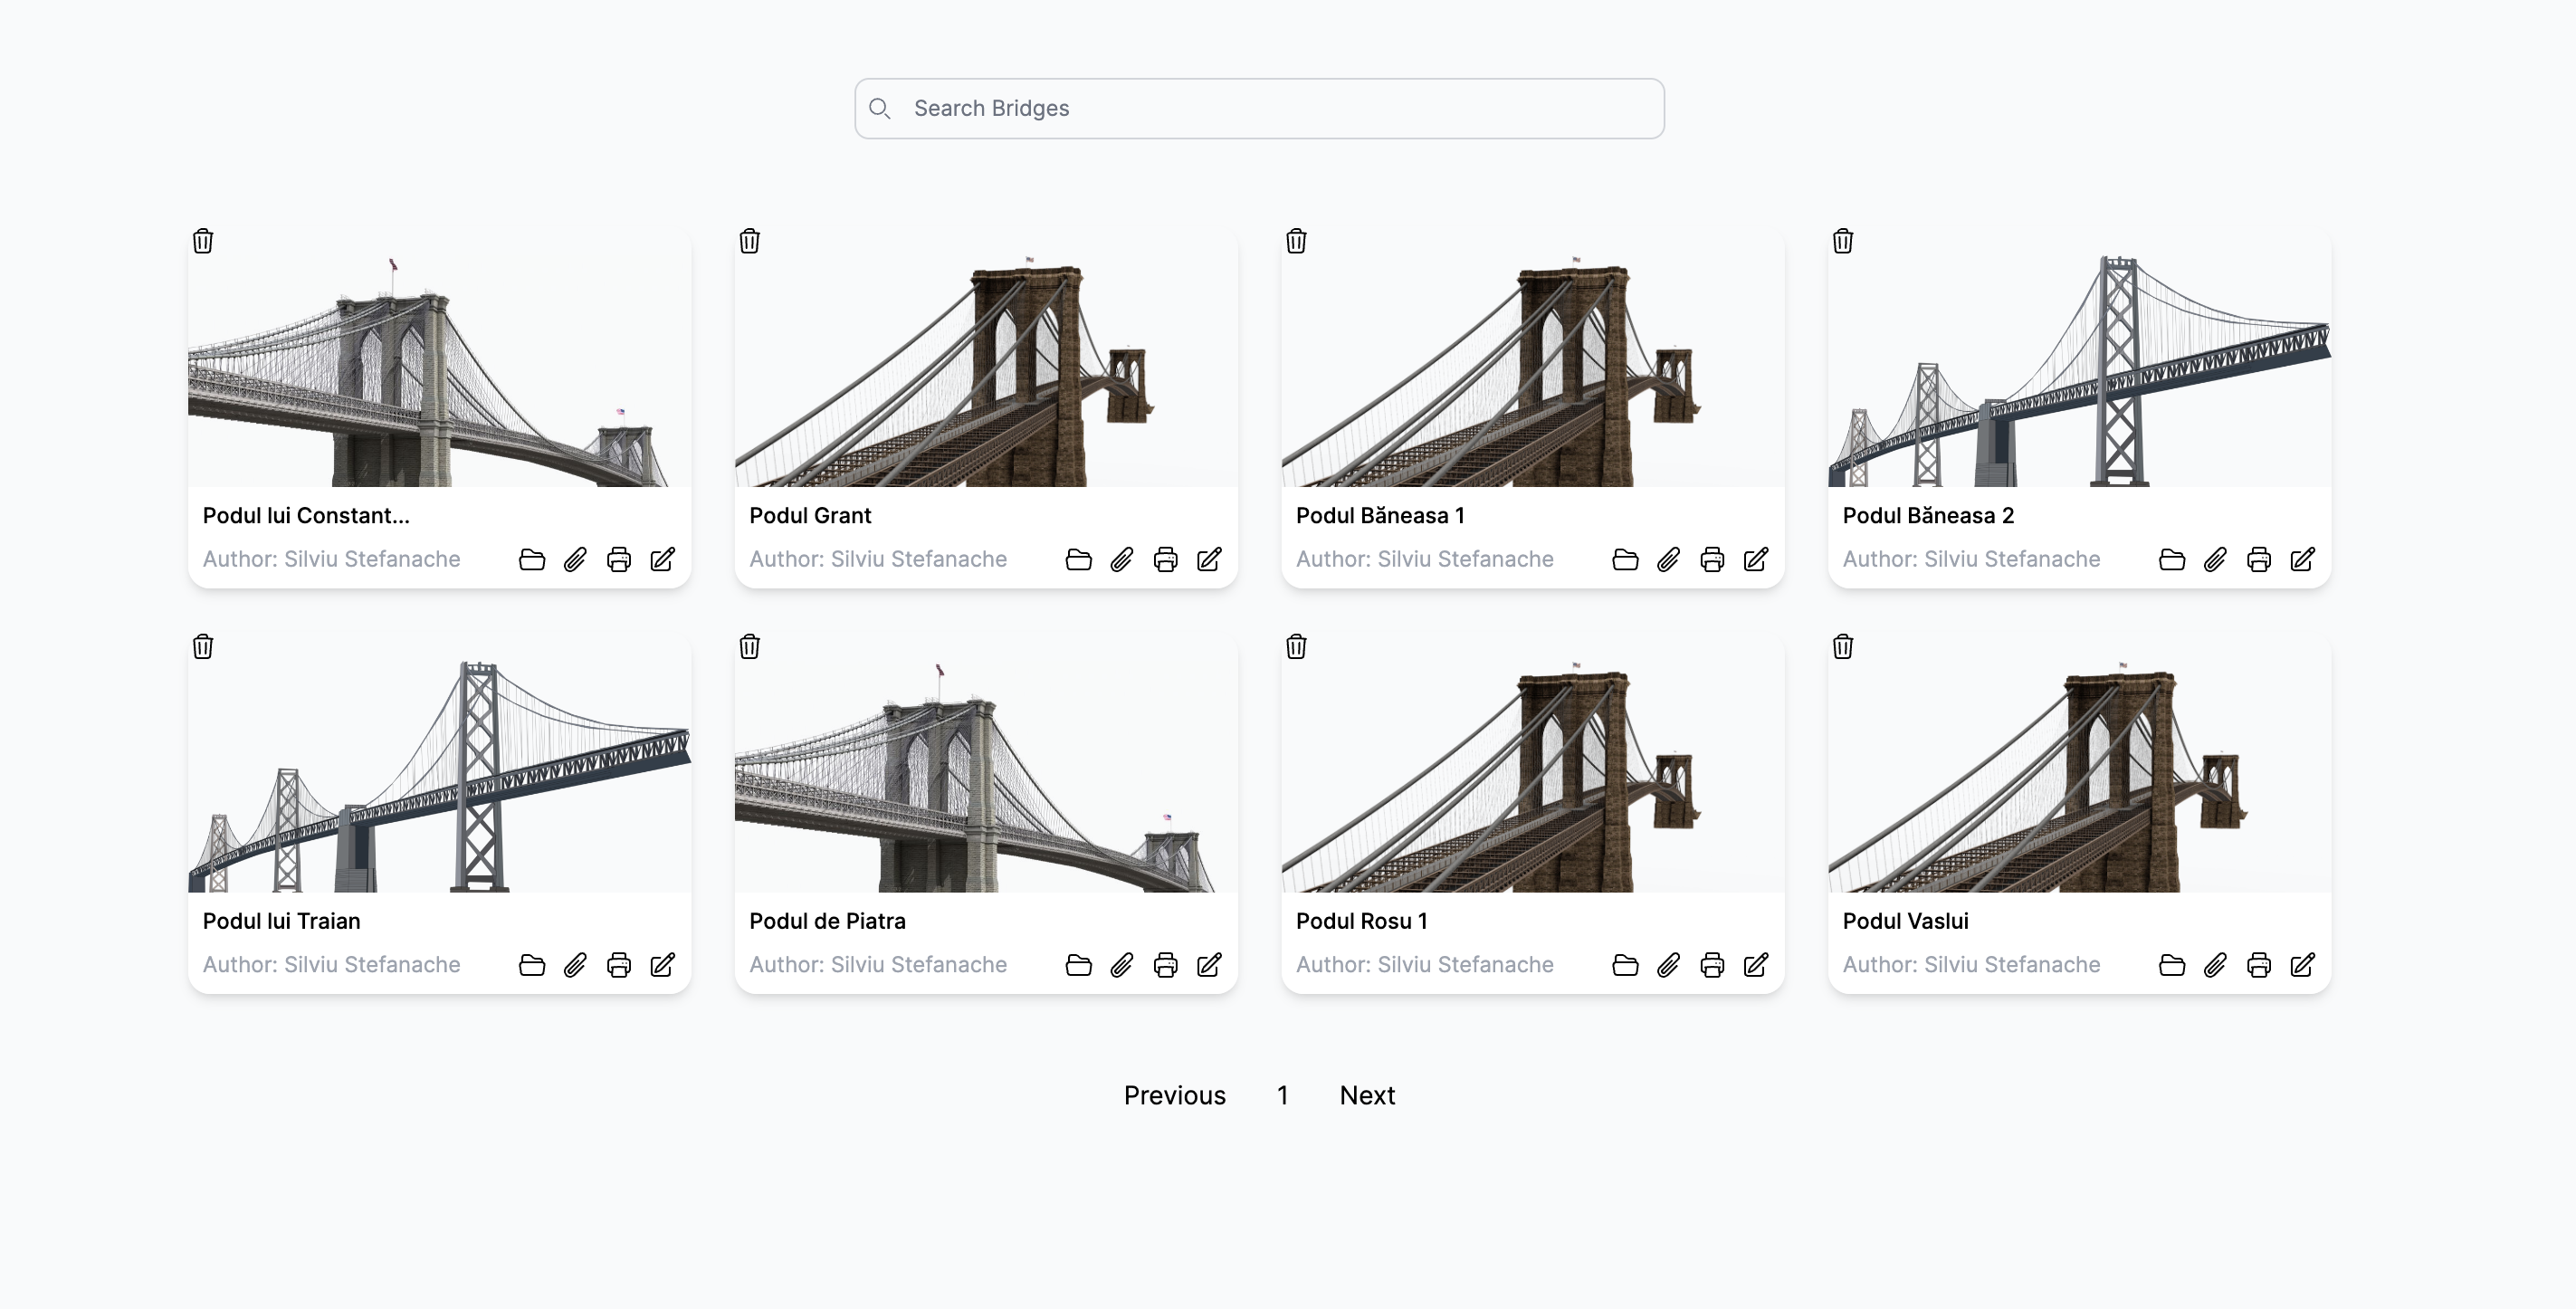 Search Bridges
Podul lui Constant...
Author: Silviu Stefanache
Podul Grant
Author: Silviu Stefanache
Podul Băneasa 1
Author: Silviu Stefanache
Podul Băneasa 2
Author: Silviu Stefanache
Podul lui Traian
Author: Silviu Stefanache
Podul de Piatra
Author: Silviu Stefanache
Podul Rosu 1
Author: Silviu Stefanache
Podul Vaslui
Author: Silviu Stefanache
Previous 1 Next